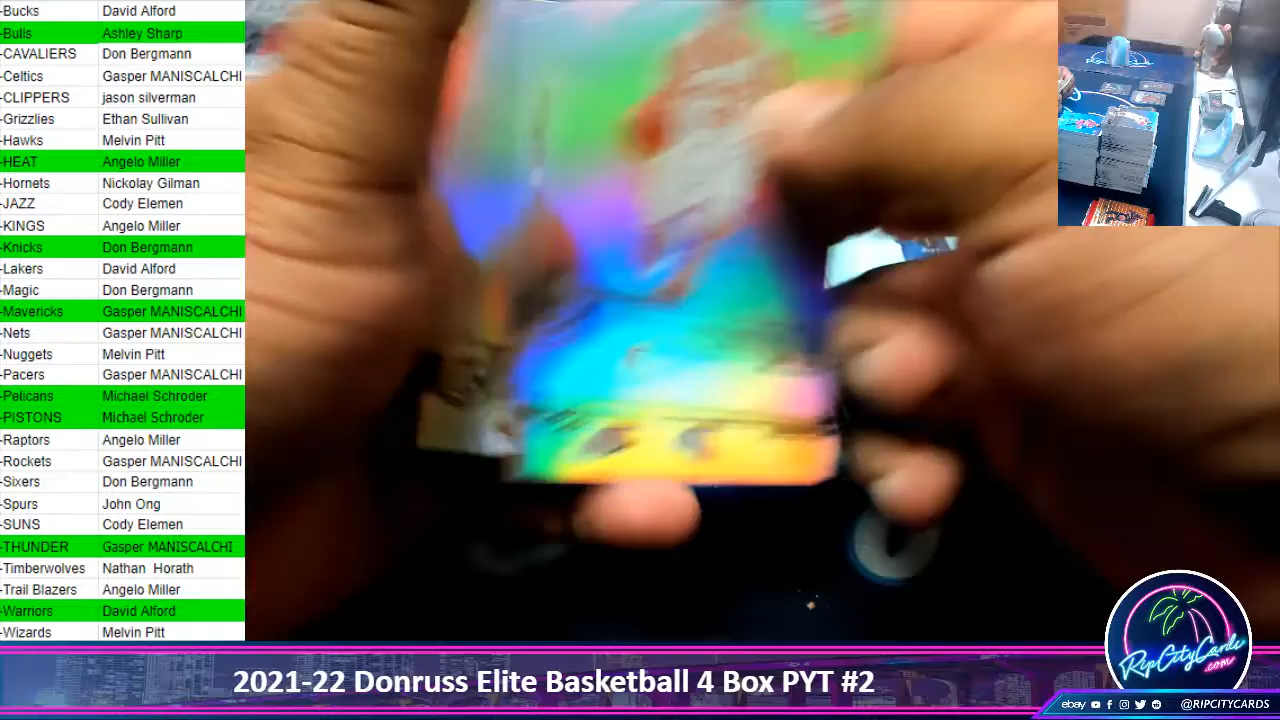 -Bucks David Alford
-Bulls Ashley Sharp
-CAVALIERS Don Bergmann
-Celtics Gasper MANISCALCHI
-CLIPPERS jason silverman
-Grizzlies Ethan Sullivan
-Hawks Melvin Pitt
-HEAT Angelo Miller
-Hornets Nickolay Gilman
-JAZZ Cody Elemen
-KINGS Angelo Miller
-Knicks Don Bergmann
-Lakers David Alford
-Magic Don Bergmann
-Mavericks Gasper MANISCALCHI
-Nets Gasper MANISCALCHI
-Nuggets Melvin Pitt
-Pacers Gasper MANISCALCHI
-Pelicans Michael Schroder
-PISTONS Michael Schroder
-Raptors Angelo Miller
-Rockets Gasper MANISCALCHI
-Sixers Don Bergmann
-Spurs John Ong
-SUNS Cody Elemen
-THUNDER Gasper MANISCALCHI
-Timberwolves Nathan Horath
-Trail Blazers Angelo Miller
-Warriors David Alford
-Wizards Melvin Pitt
2021-22 Donruss Elite Basketball 4 Box PYT #2
RipCityCards
.com
ebay @RIPCITYCARDS